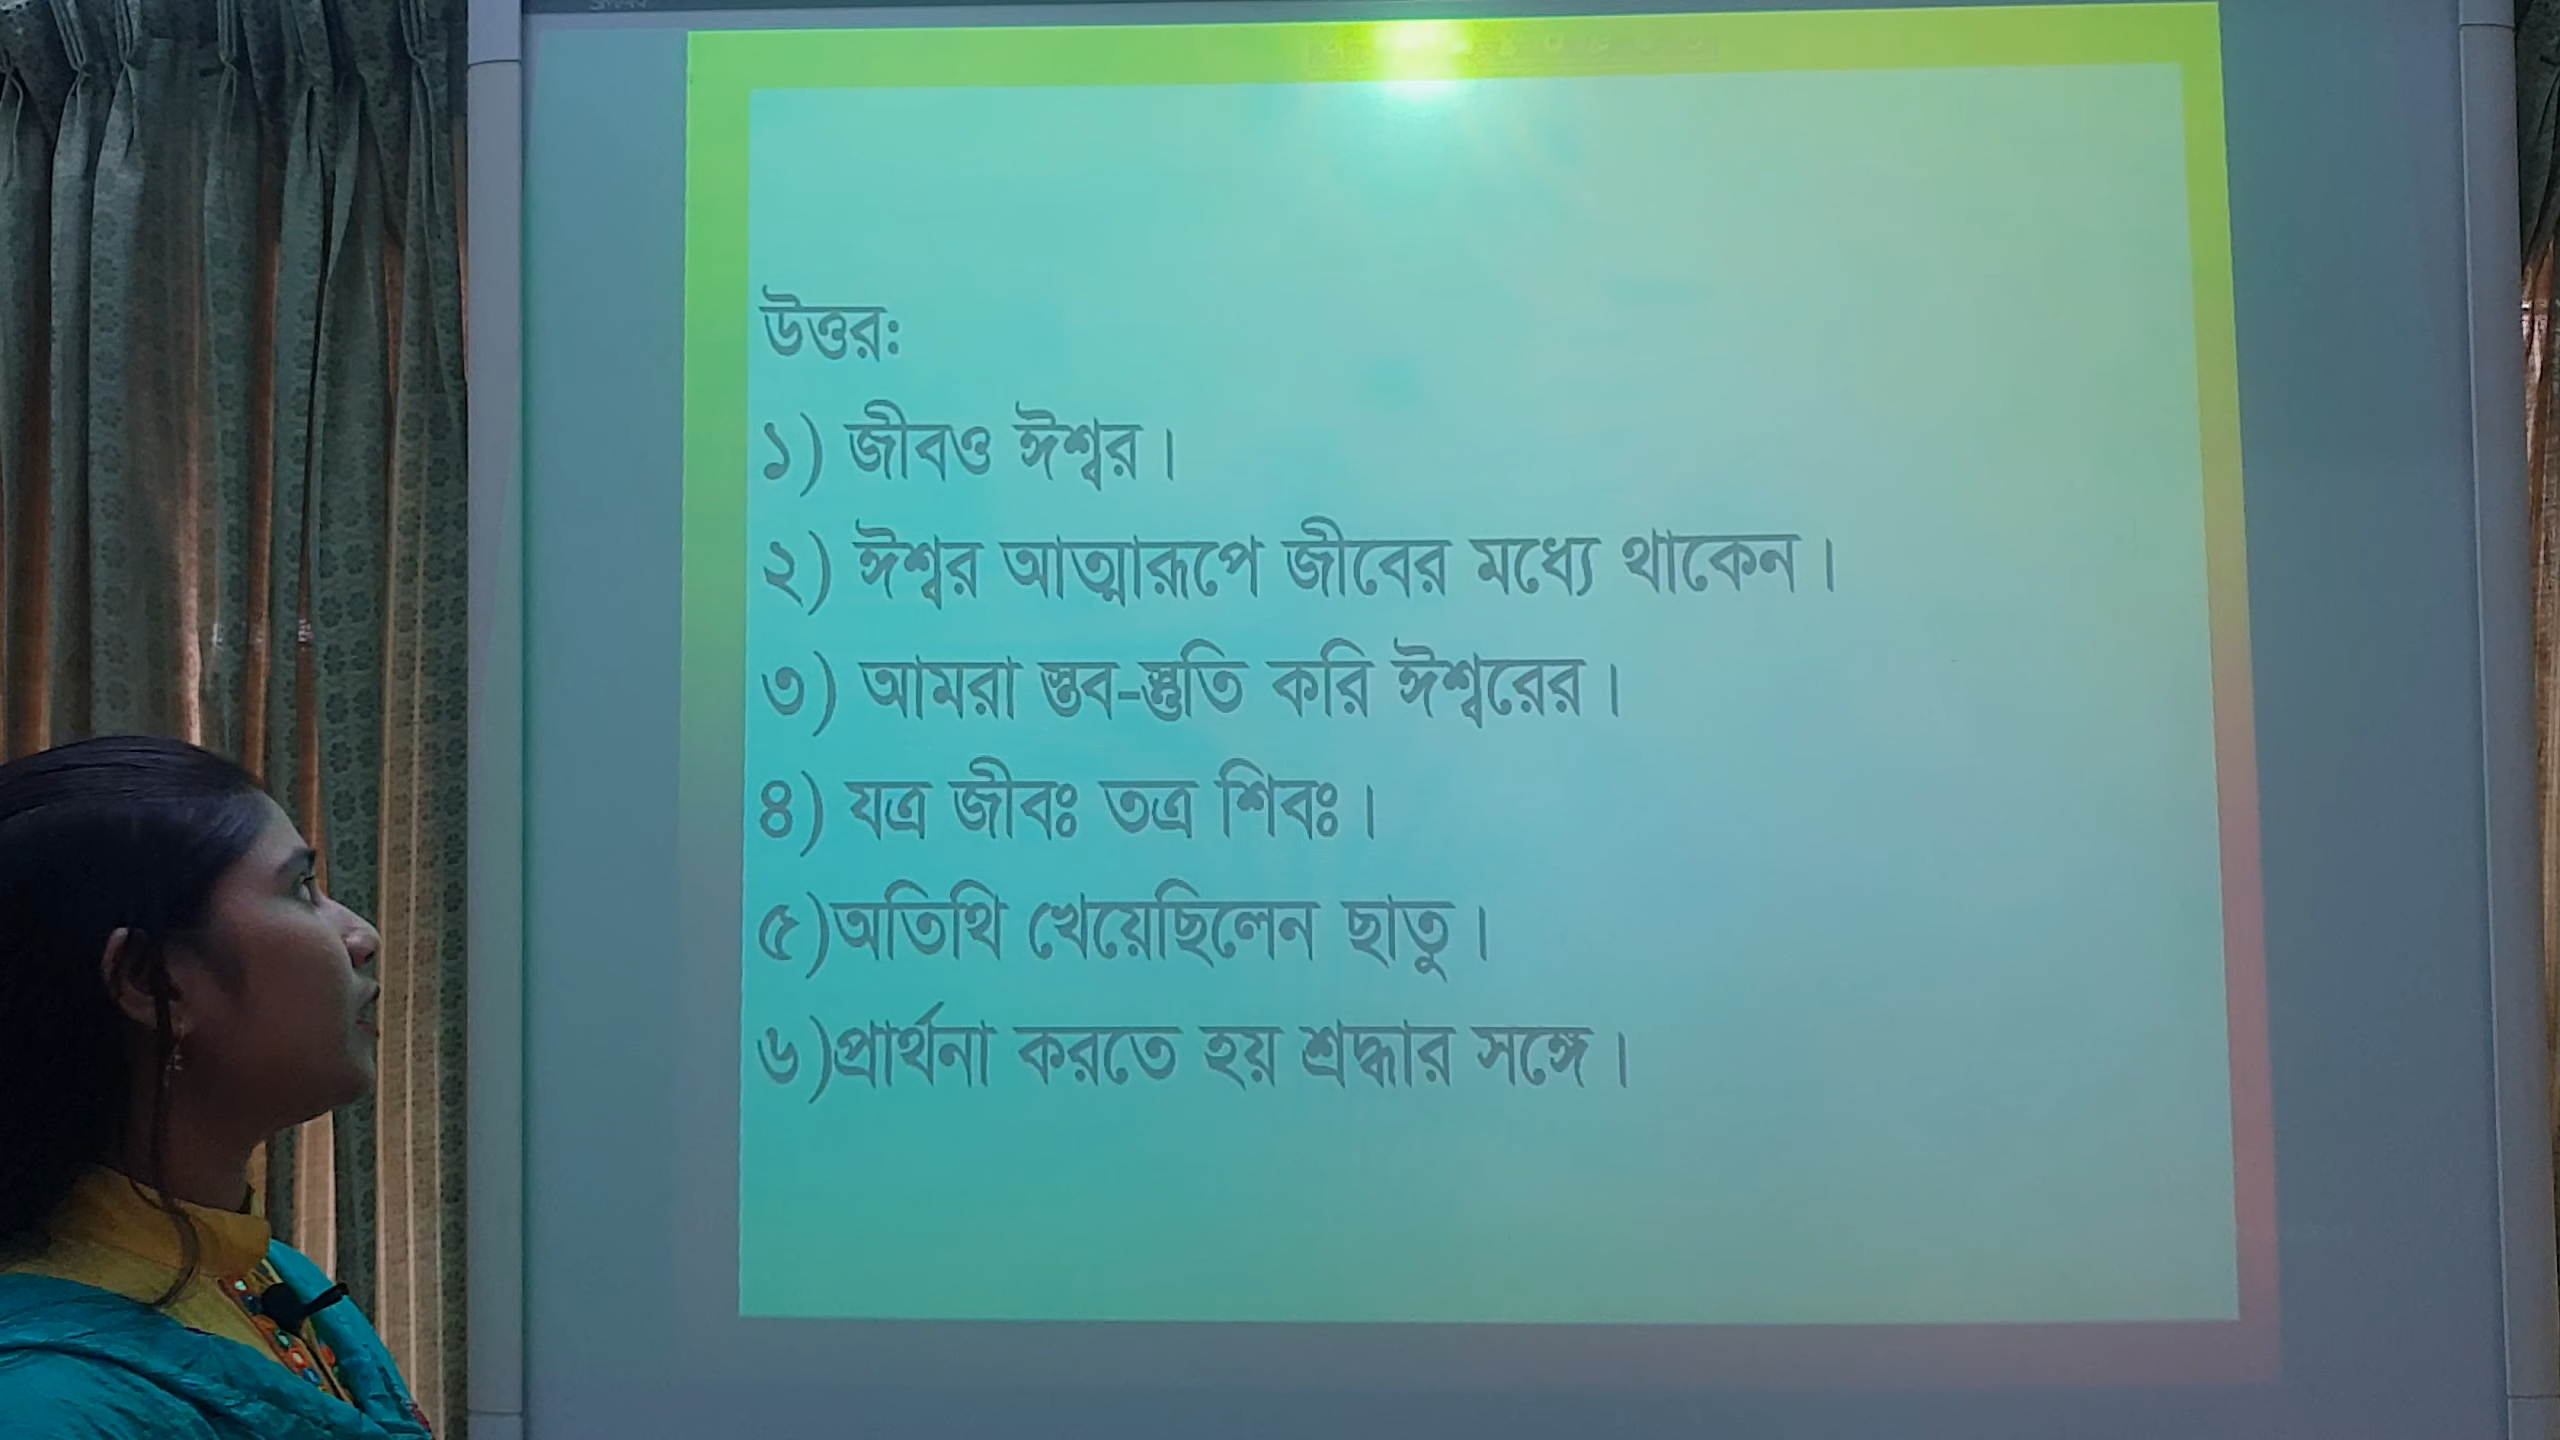 উত্তর:
১) জীবও ঈশ্বর।
২) ঈশ্বর আত্মারূপে জীবের মধ্যে থাকেন।
৩) আমরা স্তব-স্তুতি করি ঈশ্বরের।
৪) যত্র জীবঃ তত্র শিবঃ।
৫)অতিথি খেয়েছিলেন ছাতু।
৬)প্রার্থনা করতে হয় শ্রদ্ধার সঙ্গে।